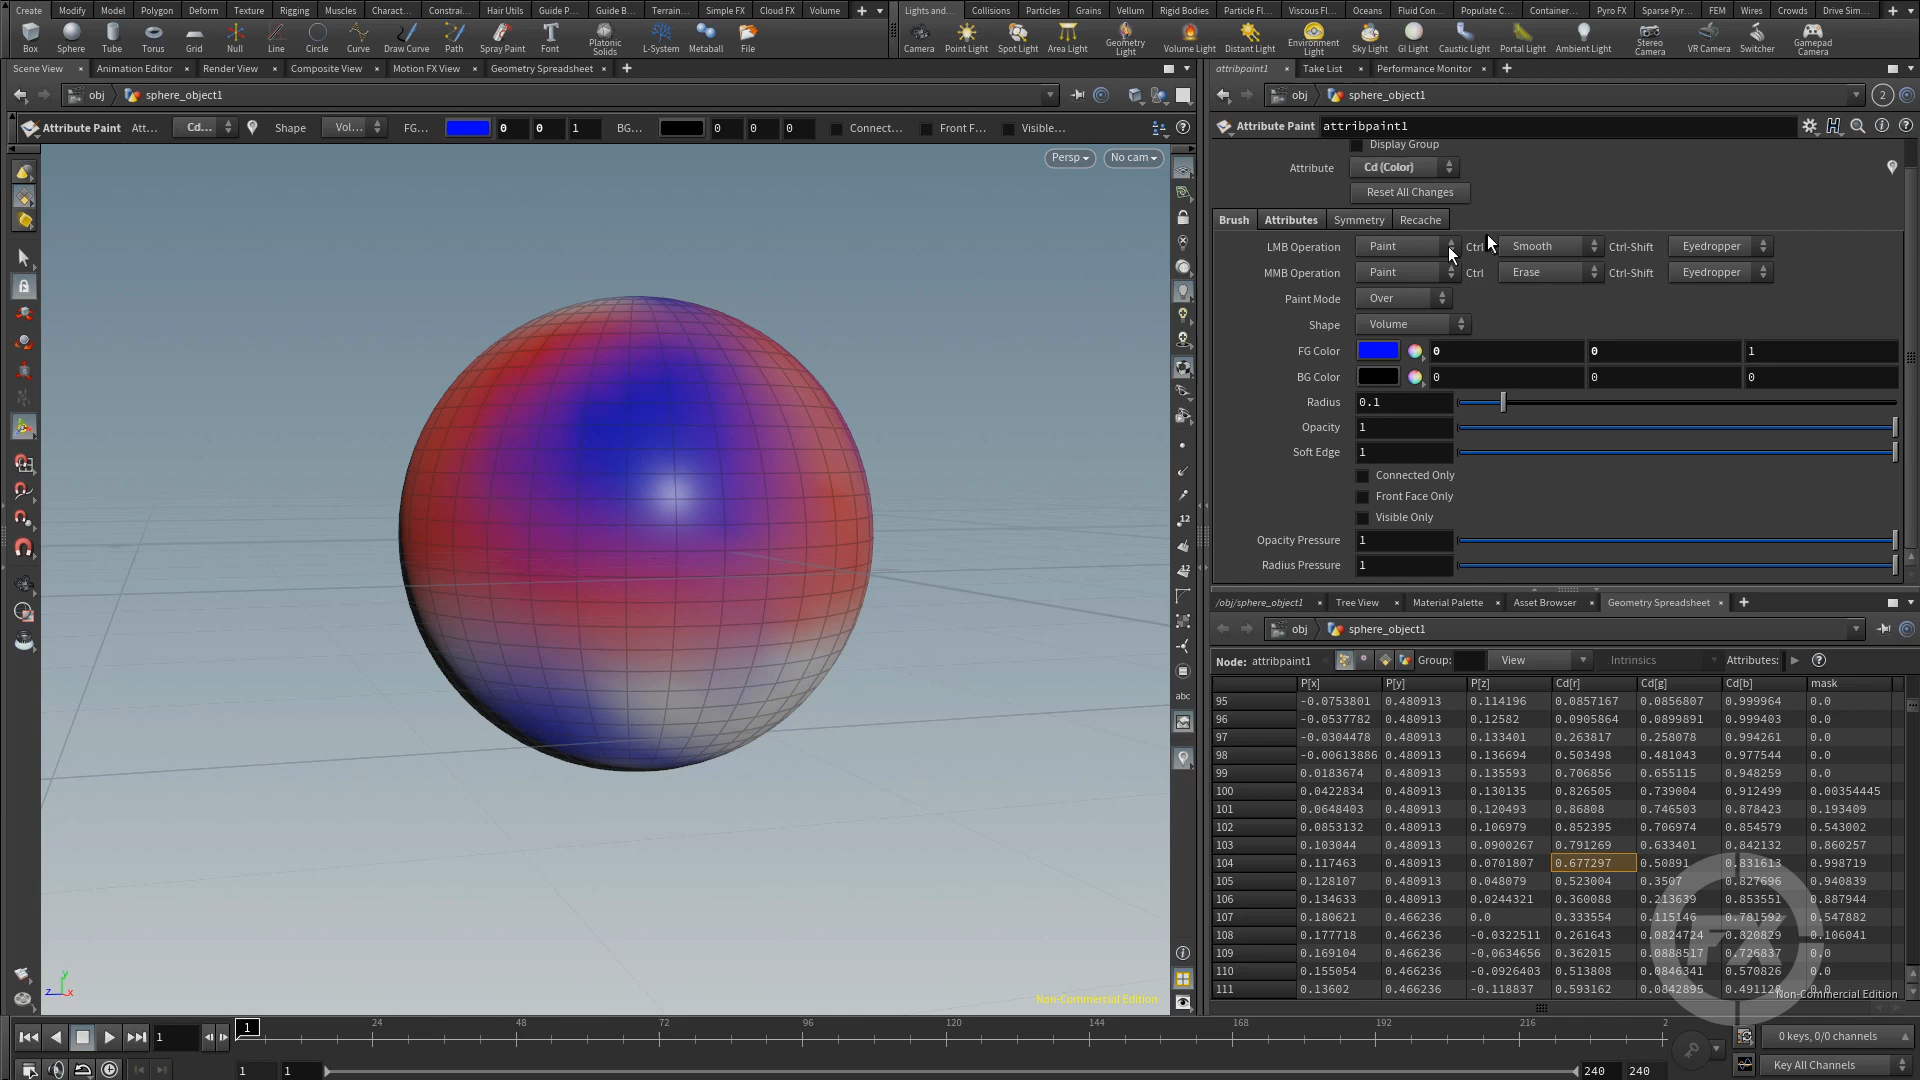 Create Modify Model Polygon Deform Texture Rigging Muscles Charact... Constrai... Hair Utils Guide P... Guide B... Terrain... Simple FX Cloud FX Volume
Lights and... Collisions Particles Grains Vellum Rigid Bodies Particle Fl... Viscous Fl... Oceans Fluid Con... Populate C... Container... Pyro FX Sparse Pyr... FEM Wires Crowds Drive Sim...
Box Sphere Tube Torus Grid Null Line Circle Curve Draw Curve Path Spray Paint Font Platonic Solids L-System Metaball File
Camera Point Light Spot Light Area Light Geometry Light Volume Light Distant Light Environment Light Sky Light GI Light Caustic Light Portal Light Ambient Light Stereo Camera VR Camera Switcher Gamepad Camera
Scene View Animation Editor Render View Composite View Motion FX View Geometry Spreadsheet
attribpaint1 Take List Performance Monitor
obj sphere_object1
obj sphere_object1 2
Attribute Paint Att... Cd... Shape Vol... FG... 0 0 1 BG... 0 0 0 Connect... Front F... Visible...
Attribute Paint attribpaint1
Persp No cam
Display Group
Attribute Cd (Color)
Reset All Changes
Brush Attributes Symmetry Recache
LMB Operation Paint Ctrl Smooth Ctrl-Shift Eyedropper
MMB Operation Paint Ctrl Erase Ctrl-Shift Eyedropper
Paint Mode Over
Shape Volume
FG Color 0 0 1
BG Color 0 0 0
Radius 0.1
Opacity 1
Soft Edge 1
Connected Only
Front Face Only
Visible Only
Opacity Pressure 1
Radius Pressure 1
12
12
abc
/obj/sphere_object1 Tree View Material Palette Asset Browser Geometry Spreadsheet
obj sphere_object1
Node: attribpaint1 Group: View Intrinsics Attributes:
P[x] P[y] P[z] Cd[r] Cd[g] Cd[b] mask
95 -0.0753801 0.480913 0.114196 0.0857167 0.0856807 0.999964 0.0
96 -0.0537782 0.480913 0.12582 0.0905864 0.0899891 0.999403 0.0
97 -0.0304478 0.480913 0.133401 0.263817 0.258078 0.994261 0.0
98 -0.00613886 0.480913 0.136694 0.503498 0.481043 0.977544 0.0
99 0.0183674 0.480913 0.135593 0.706856 0.655115 0.948259 0.0
100 0.0422834 0.480913 0.130135 0.826505 0.739004 0.912499 0.00354445
101 0.0648403 0.480913 0.120493 0.86808 0.746503 0.878423 0.193409
102 0.0853132 0.480913 0.106979 0.852395 0.706974 0.854579 0.543002
103 0.103044 0.480913 0.0900267 0.791269 0.633401 0.842132 0.860257
104 0.117463 0.480913 0.0701807 0.677297 0.50891 0.831613 0.998719
105 0.128107 0.480913 0.048079 0.523004 0.3507 0.827696 0.940839
106 0.134633 0.480913 0.0244321 0.360088 0.213639 0.853551 0.887944
107 0.180621 0.466236 0.0 0.333554 0.115146 0.781592 0.547882
108 0.177718 0.466236 -0.0322511 0.261643 0.0824724 0.820829 0.106041
109 0.169104 0.466236 -0.0634656 0.362015 0.0888517 0.726837 0.0
110 0.155054 0.466236 -0.0926403 0.513808 0.0846341 0.570826 0.0
111 0.13602 0.466236 -0.118837 0.593162 0.0842895 0.0
Non-Commercial Edition
Non-Commercial Edition
FX
z y x
1 1 24 48 72 96 120 144 168 192 216 2
0 keys, 0/0 channels
1 1 240 240 Key All Channels